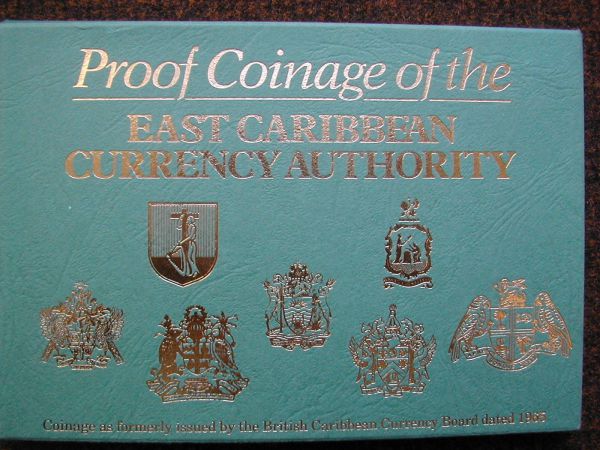 Proof Coinage of the
EAST CARIBBEAN
CURRENCY AUTHORITY
Coinage as formerly issued by the British Caribbean Currency Board dated 1965